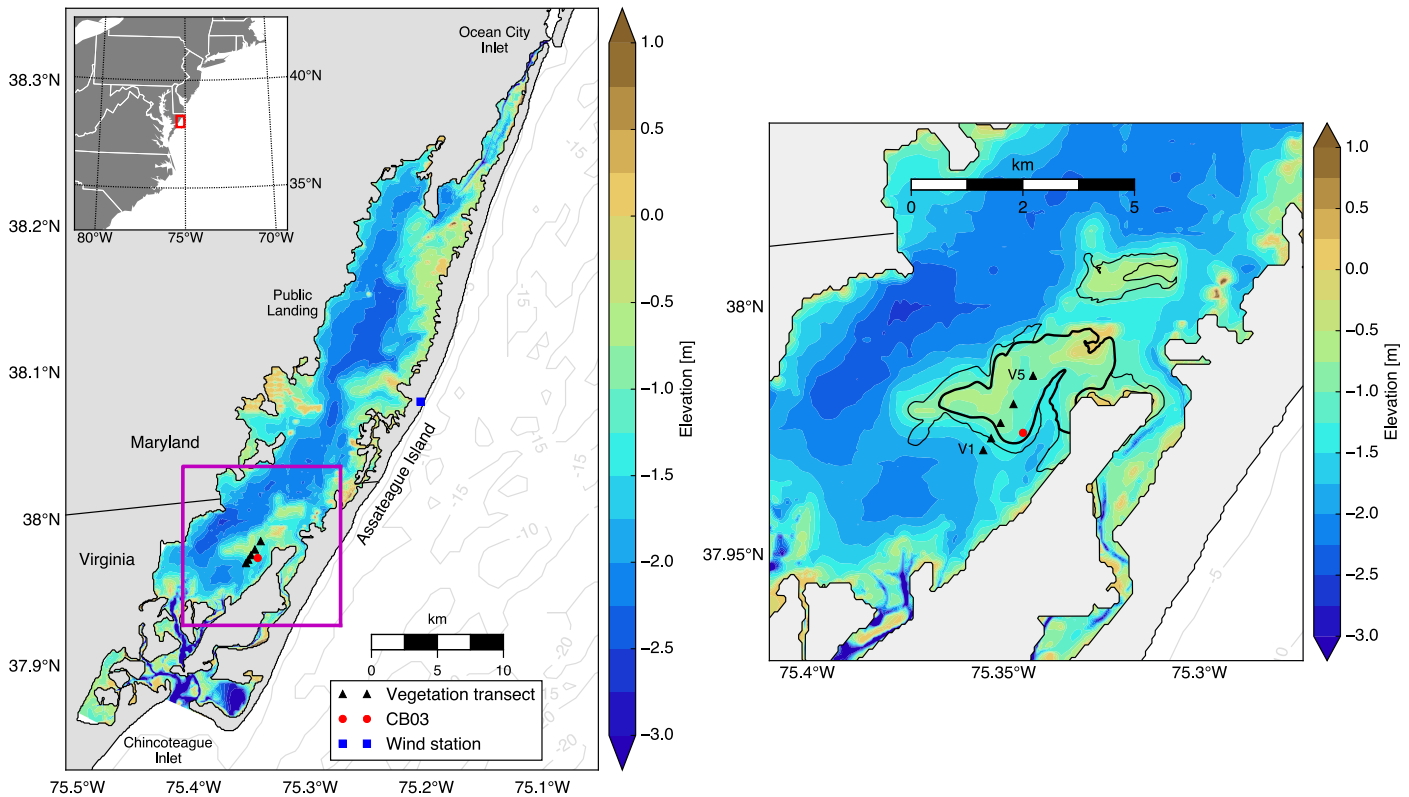 40°N
35°N
80°W
75°W
70°W
Ocean City
Inlet
Public
Landing
Maryland
Virginia
Assateague Island
Chincoteague
Inlet
38.3°N
38.2°N
38.1°N
38°N
37.9°N
75.5°W
75.4°W
75.3°W
75.2°W
75.1°W
km
0
5
10
Vegetation transect
CB03
Wind station
-15
-15
-15
-15
-10
-20
-15
-20
1.0
0.5
0.0
−0.5
−1.0
−1.5
−2.0
−2.5
−3.0
Elevation [m]
km
0
2
5
V5
V1
38°N
37.95°N
75.4°W
75.35°W
75.3°W
-5
1.0
0.5
0.0
−0.5
−1.0
−1.5
−2.0
−2.5
−3.0
Elevation [m]